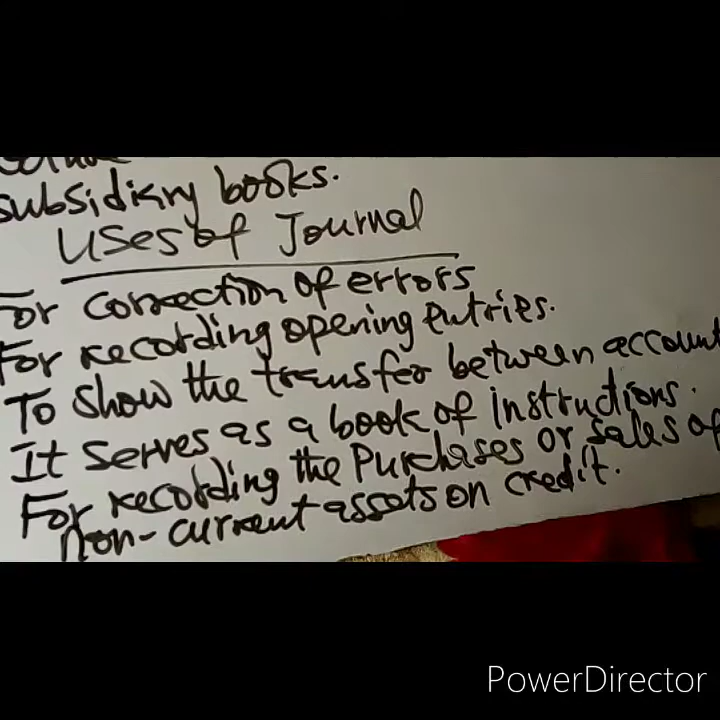 subsidiary books.
Uses of Journal
For correction of errors
For recording opening entries.
To show the transfer between account
It serves as a book of instructions.
For recording the Purchases or sales of
Non-current assets on credit.
PowerDirector